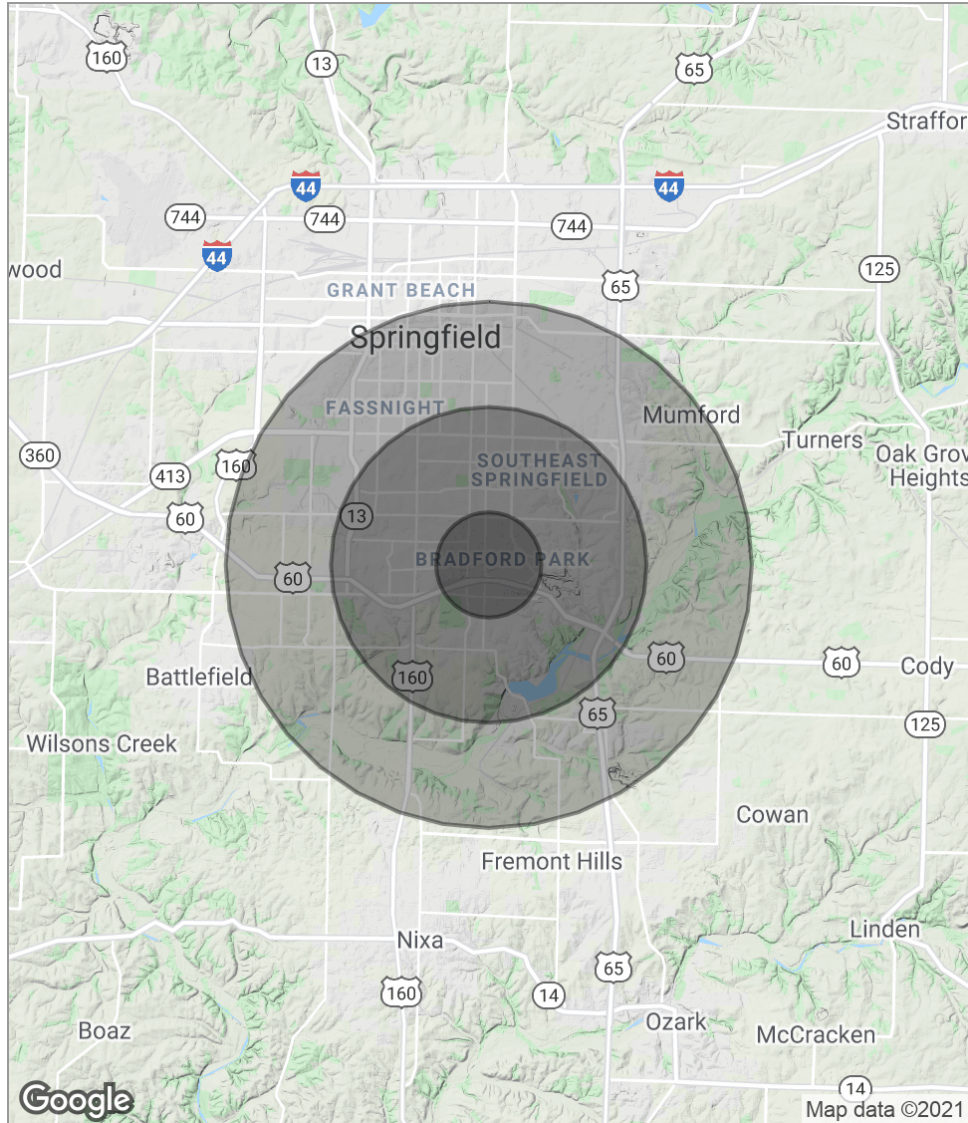 160
13
65
Straffor
44
44
744
744
744
44
wood
125
65
GRANT BEACH
Springfield
FASSNIGHT
Mumford
Turners
360
160
413
SOUTHEAST
SPRINGFIELD
Oak Grov
Heights
60
13
BRADFORD PARK
60
Battlefield
160
60
60
Cody
65
125
Wilsons Creek
Cowan
Fremont Hills
Nixa
Linden
65
160
14
Ozark
Boaz
McCracken
14
Google
Map data ©2021